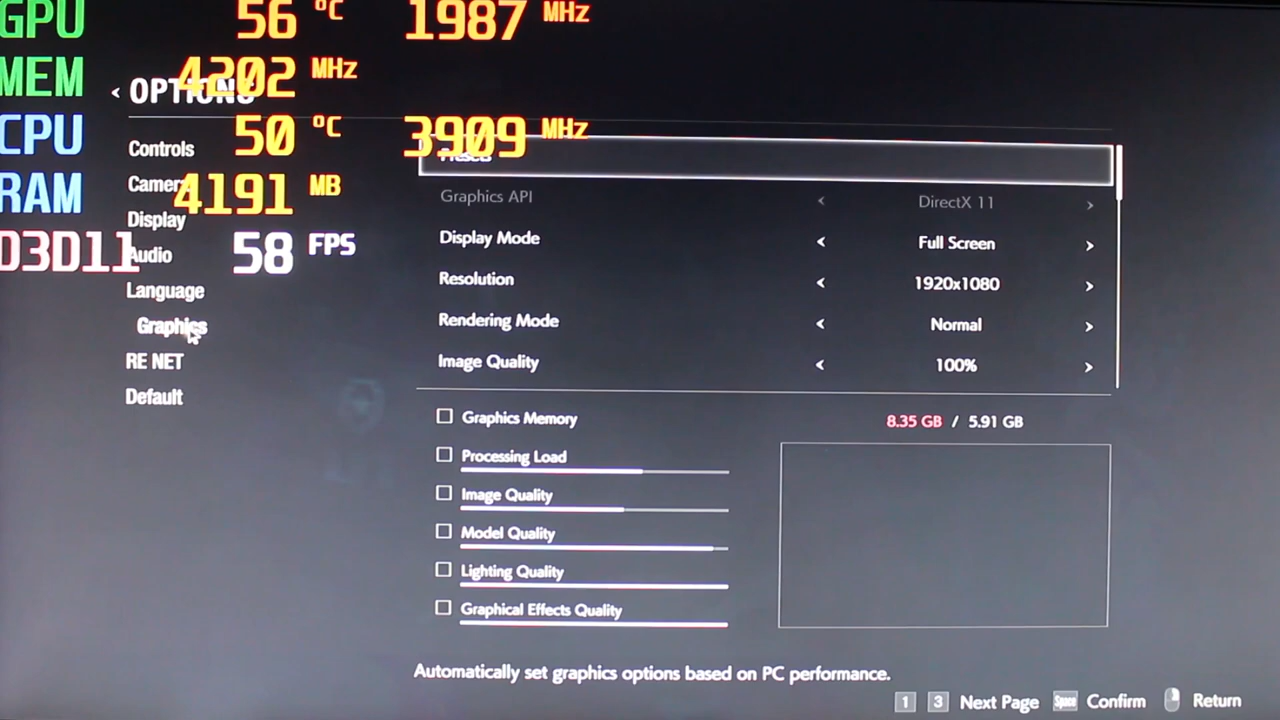 GPU 56 °C 1987 MHz
MEM 4202 MHz
< OPTIONS
CPU 50 °C 3909 MHz
Controls
Presets
RAM 4191 MB
Camera
Graphics API < DirectX 11 >
Display
Display Mode < Full Screen >
D3D11 58 FPS
Audio
Resolution < 1920x1080 >
Language
Rendering Mode < Normal >
Graphics
Image Quality < 100% >
RE NET
Default
Graphics Memory 8.35 GB / 5.91 GB
Processing Load
Image Quality
Model Quality
Lighting Quality
Graphical Effects Quality
Automatically set graphics options based on PC performance.
1 3 Next Page Space Confirm Return